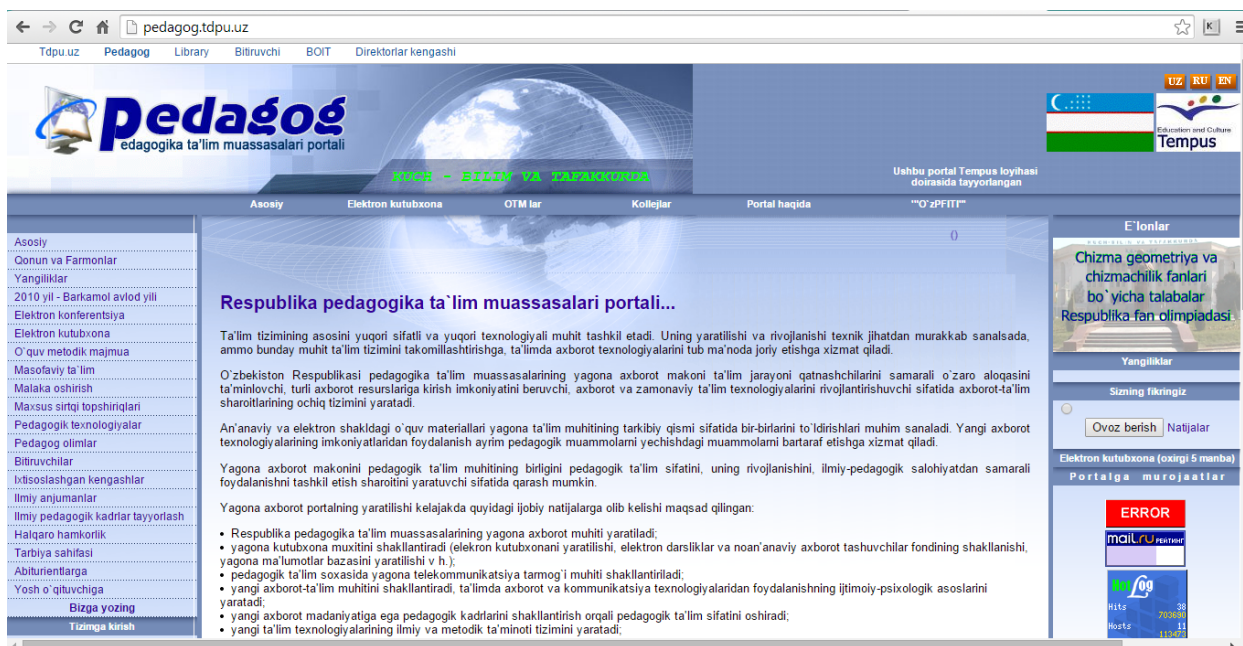 pedagog.tdpu.uz
Tdpu.uz Pedagog Library Bitiruvchi BOIT Direktorlar kengashi
UZ RU EN
Pedagog
edagogika ta'lim muassasalari portali
Education and Culture
Tempus
KUCH - BILIM VA TAFAKKURDA
Ushbu portal Tempus loyihasi
doirasida tayyorlangan
Asosiy Elektron kutubxona OTM lar Kollejlar Portal haqida '"'O`zPFITI"'
Asosiy
Qonun va Farmonlar
Yangiliklar
2010 yil - Barkamol avlod yili
Elektron konferentsiya
Elektron kutubxona
O`quv metodik majmua
Masofaviy ta`lim
Malaka oshirish
Maxsus sirtqi topshiriqlari
Pedagogik texnologiyalar
Pedagog olimlar
Bitiruvchilar
Ixtisoslashgan kengashlar
Ilmiy anjumanlar
Ilmiy pedagogik kadrlar tayyorlash
Halqaro hamkorlik
Tarbiya sahifasi
Abiturientlarga
Yosh o`qituvchiga
Bizga yozing
Tizimga kirish
()
Respublika pedagogika ta`lim muassasalari portali...
Ta'lim tizimining asosini yuqori sifatli va yuqori texnologiyali muhit tashkil etadi. Uning yaratilishi va rivojlanishi texnik jihatdan murakkab sanalsada,
ammo bunday muhit ta'lim tizimini takomillashtirishga, ta'limda axborot texnologiyalarini tub ma'noda joriy etishga xizmat qiladi.
O`zbekiston Respublikasi pedagogika ta'lim muassasalarining yagona axborot makoni ta'lim jarayoni qatnashchilarini samarali o`zaro aloqasini
ta'minlovchi, turli axborot resurslariga kirish imkoniyatini beruvchi, axborot va zamonaviy ta'lim texnologiyalarini rivojlantirishuvchi sifatida axborot-ta'lim
sharoitlarining ochiq tizimini yaratadi.
An'anaviy va elektron shakldagi o`quv materiallari yagona ta'lim muhitining tarkibiy qismi sifatida bir-birlarini to`ldirishlari muhim sanaladi. Yangi axborot
texnologiyalarining imkoniyatlaridan foydalanish ayrim pedagogik muammolarni yechishdagi muammolarni bartaraf etishga xizmat qiladi.
Yagona axborot makonini pedagogik ta'lim muhitining birligini pedagogik ta'lim sifatini, uning rivojlanishini, ilmiy-pedagogik salohiyatdan samarali
foydalanishni tashkil etish sharoitini yaratuvchi sifatida qarash mumkin.
Yagona axborot portalning yaratilishi kelajakda quyidagi ijobiy natijalarga olib kelishi maqsad qilingan:
• Respublika pedagogika ta'lim muassasalarining yagona axborot muhiti yaratiladi;
• yagona kutubxona muxitini shakllantiradi (elekron kutubxonani yaratilishi, elektron darsliklar va noan'anaviy axborot tashuvchilar fondining shakllanishi,
yagona ma'lumotlar bazasini yaratilishi v h.);
• pedagogik ta'lim soxasida yagona telekommunikatsiya tarmog`i muhiti shakllantiriladi;
• yangi axborot-ta'lim muhitini shakllantiradi, ta'limda axborot va kommunikatsiya texnologiyalaridan foydalanishning ijtimoiy-psixologik asoslarini
yaratadi;
• yangi axborot madaniyatiga ega pedagogik kadrlarini shakllantirish orqali pedagogik ta'lim sifatini oshiradi;
• yangi ta'lim texnologiyalarining ilmiy va metodik ta'minoti tizimini yaratadi;
E`lonlar
Chizma geometriya va
chizmachilik fanlari
bo`yicha talabalar
Respublika fan olimpiadasi
Yangiliklar
Sizning fikringiz
Ovoz berish Natijalar
Elektron kutubxona (oxirgi 5 manba)
Portalga murojaatlar
ERROR
mail.ru РЕЙТИНГ
HotLog
Hits 38
703690
Hosts 11
113473